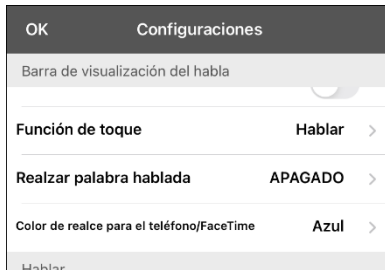 OK Configuraciones
Barra de visualización del habla
Función de toque Hablar
Realzar palabra hablada APAGADO
Color de realce para el teléfono/FaceTime Azul
Hablar